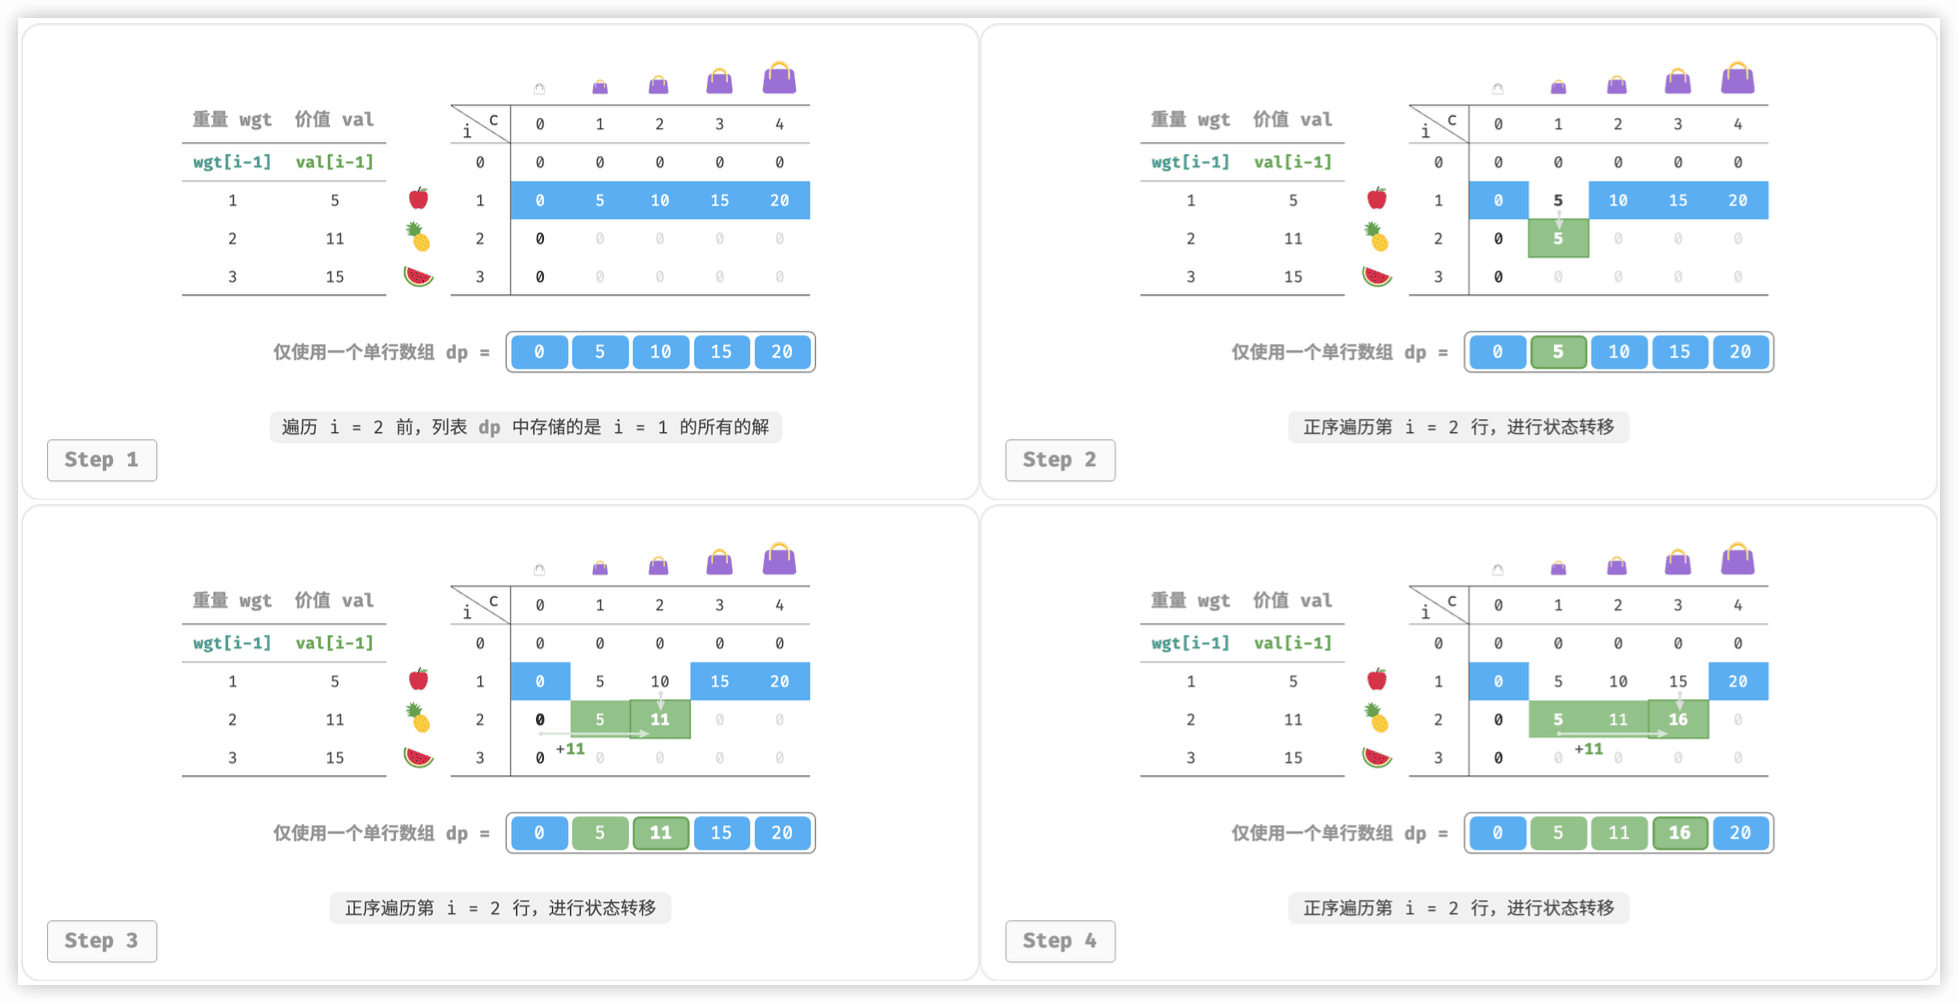 重量 wgt 价值 val
i c 0 1 2 3 4
wgt[i-1] val[i-1] 0 0 0 0 0 0
1 5 1 0 5 10 15 20
2 11 2 0 0 0 0 0
3 15 3 0 0 0 0 0
仅使用一个单行数组 dp = 0 5 10 15 20
遍历 i = 2 前，列表 dp 中存储的是 i = 1 的所有的解
Step 1
重量 wgt 价值 val
i c 0 1 2 3 4
wgt[i-1] val[i-1] 0 0 0 0 0 0
1 5 1 0 5 10 15 20
2 11 2 0 5 0 0 0
3 15 3 0 0 0 0 0
仅使用一个单行数组 dp = 0 5 10 15 20
正序遍历第 i = 2 行，进行状态转移
Step 2
重量 wgt 价值 val
i c 0 1 2 3 4
wgt[i-1] val[i-1] 0 0 0 0 0 0
1 5 1 0 5 10 15 20
2 11 2 0 5 11 0 0
+11
3 15 3 0 0 0 0 0
仅使用一个单行数组 dp = 0 5 11 15 20
正序遍历第 i = 2 行，进行状态转移
Step 3
重量 wgt 价值 val
i c 0 1 2 3 4
wgt[i-1] val[i-1] 0 0 0 0 0 0
1 5 1 0 5 10 15 20
2 11 2 0 5 11 16 0
+11
3 15 3 0 0 0 0 0
仅使用一个单行数组 dp = 0 5 11 16 20
正序遍历第 i = 2 行，进行状态转移
Step 4